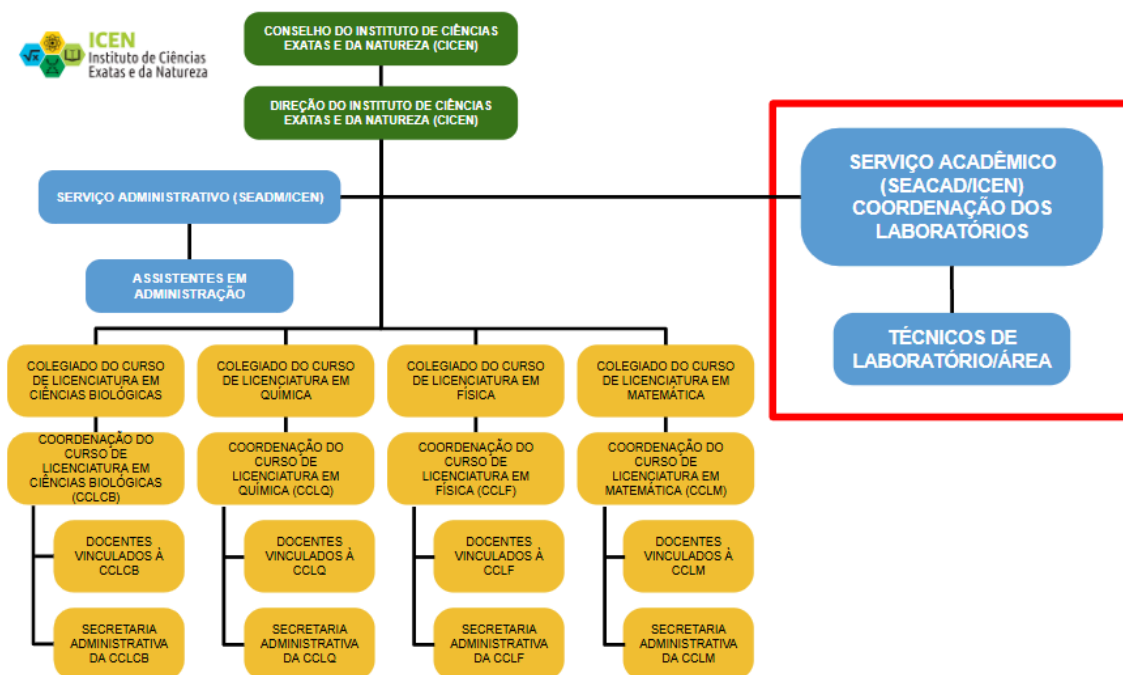 ICEN
Instituto de Ciências
Exatas e da Natureza
CONSELHO DO INSTITUTO DE CIÊNCIAS
EXATAS E DA NATUREZA (CICEN)
DIREÇÃO DO INSTITUTO DE CIÊNCIAS
EXATAS E DA NATUREZA (CICEN)
SERVIÇO ADMINISTRATIVO (SEADM/ICEN)
SERVIÇO ACADÊMICO
(SEACAD/ICEN)
COORDENAÇÃO DOS
LABORATÓRIOS
ASSISTENTES EM
ADMINISTRAÇÃO
TÉCNICOS DE
LABORATÓRIO/ÁREA
COLEGIADO DO CURSO
DE LICENCIATURA EM
CIÊNCIAS BIOLÓGICAS
COLEGIADO DO CURSO
DE LICENCIATURA EM
QUÍMICA
COLEGIADO DO CURSO
DE LICENCIATURA EM
FÍSICA
COLEGIADO DO CURSO
DE LICENCIATURA EM
MATEMÁTICA
COORDENAÇÃO DO
CURSO DE
LICENCIATURA EM
CIÊNCIAS BIOLÓGICAS
(CCLCB)
COORDENAÇÃO DO
CURSO DE
LICENCIATURA EM
QUÍMICA (CCLQ)
COORDENAÇÃO DO
CURSO DE
LICENCIATURA EM
FÍSICA (CCLF)
COORDENAÇÃO DO
CURSO DE
LICENCIATURA EM
MATEMÁTICA (CCLM)
DOCENTES
VINCULADOS À
CCLCB
DOCENTES
VINCULADOS À
CCLQ
DOCENTES
VINCULADOS À
CCLF
DOCENTES
VINCULADOS À
CCLM
SECRETARIA
ADMINISTRATIVA
DA CCLCB
SECRETARIA
ADMINISTRATIVA
DA CCLQ
SECRETARIA
ADMINISTRATIVA
DA CCLF
SECRETARIA
ADMINISTRATIVA
DA CCLM